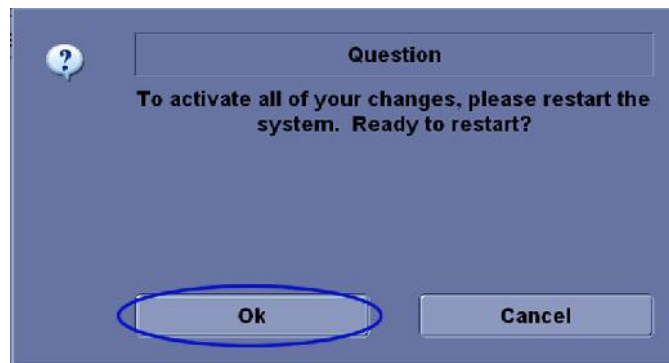 Question
To activate all of your changes, please restart the
system.  Ready to restart?
Ok
Cancel